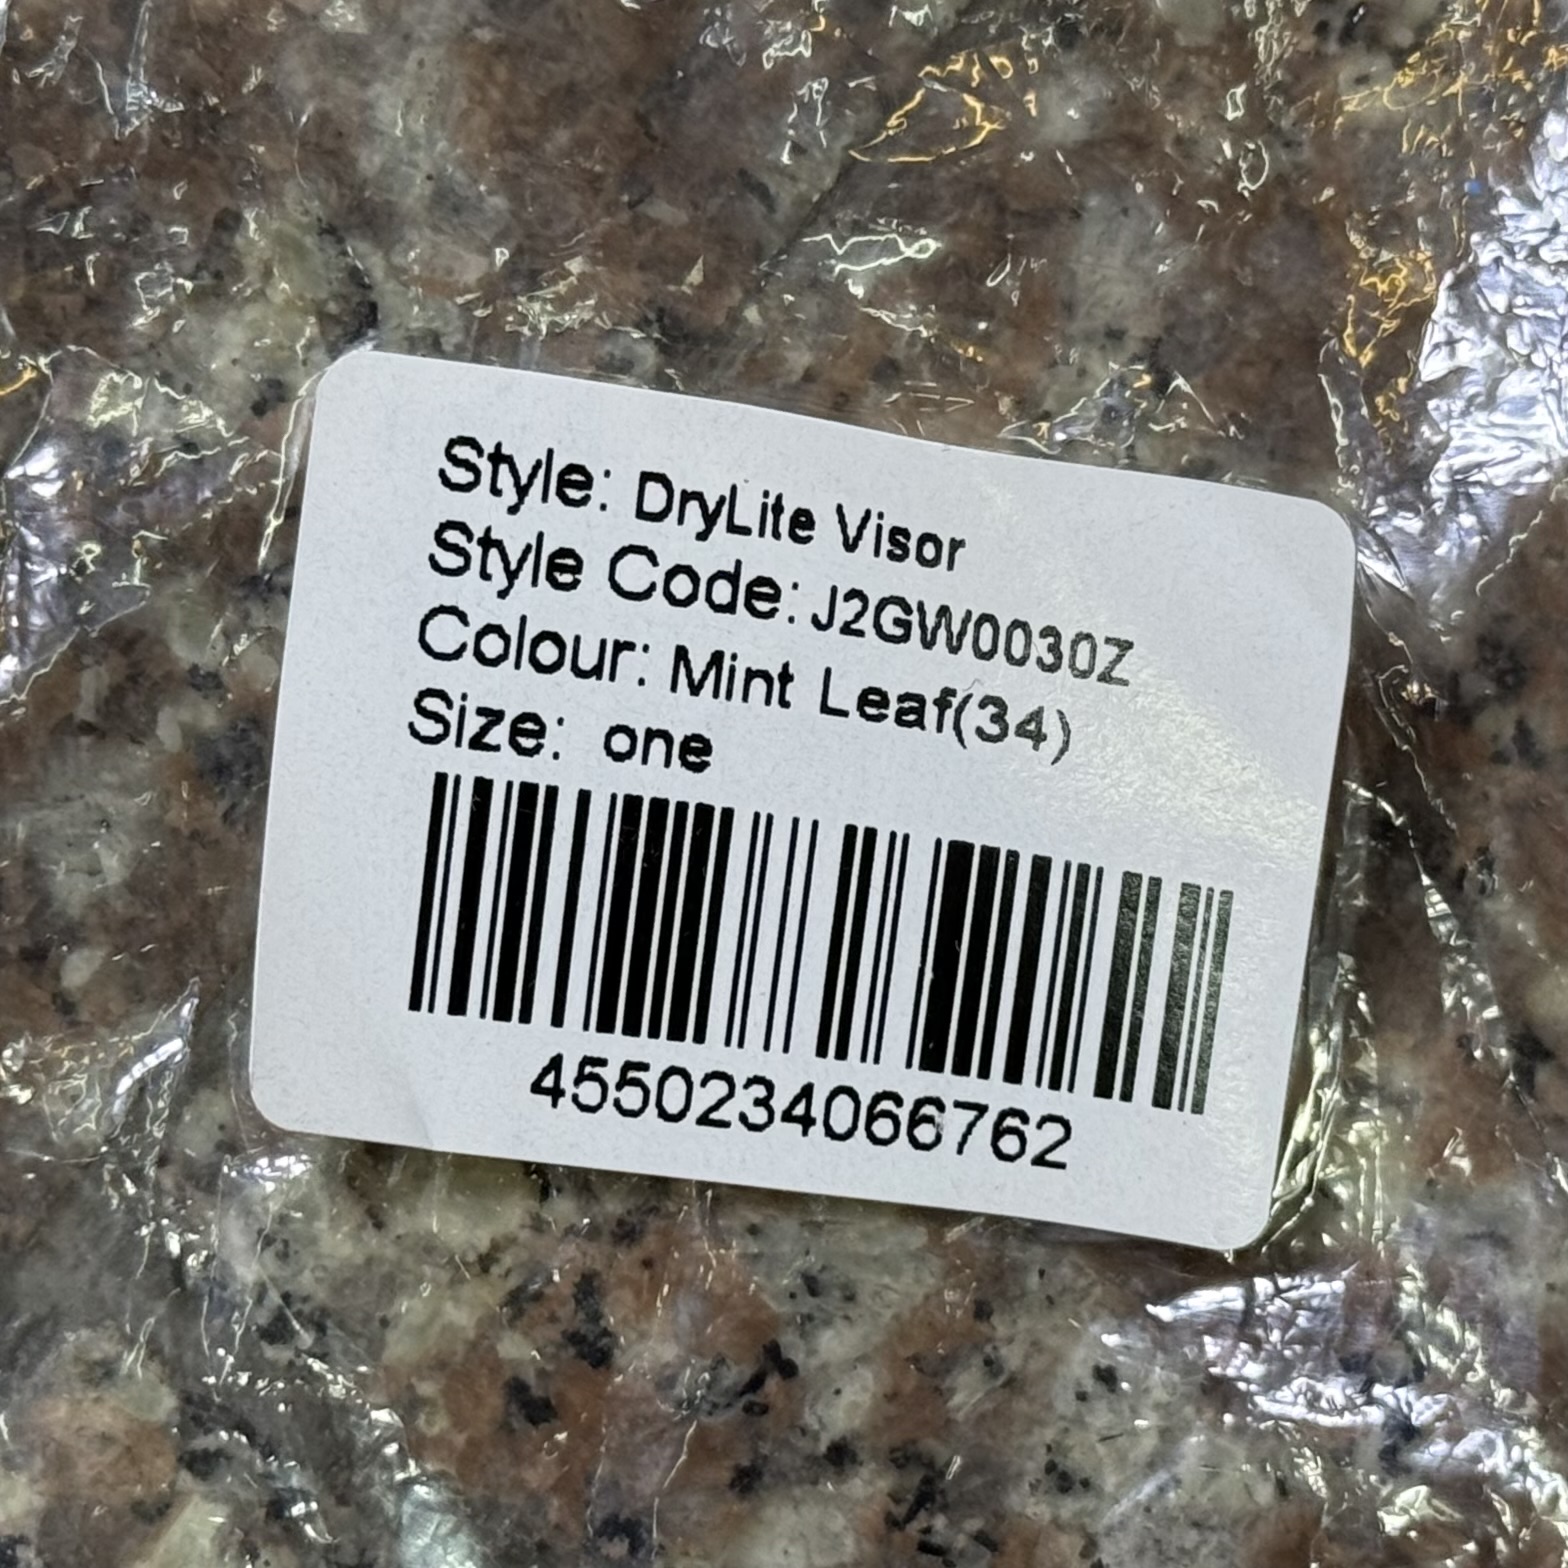 Style: DryLite Visor
Style Code: J2GW0030Z
Colour: Mint Leaf(34)
Size: one
4550234066762